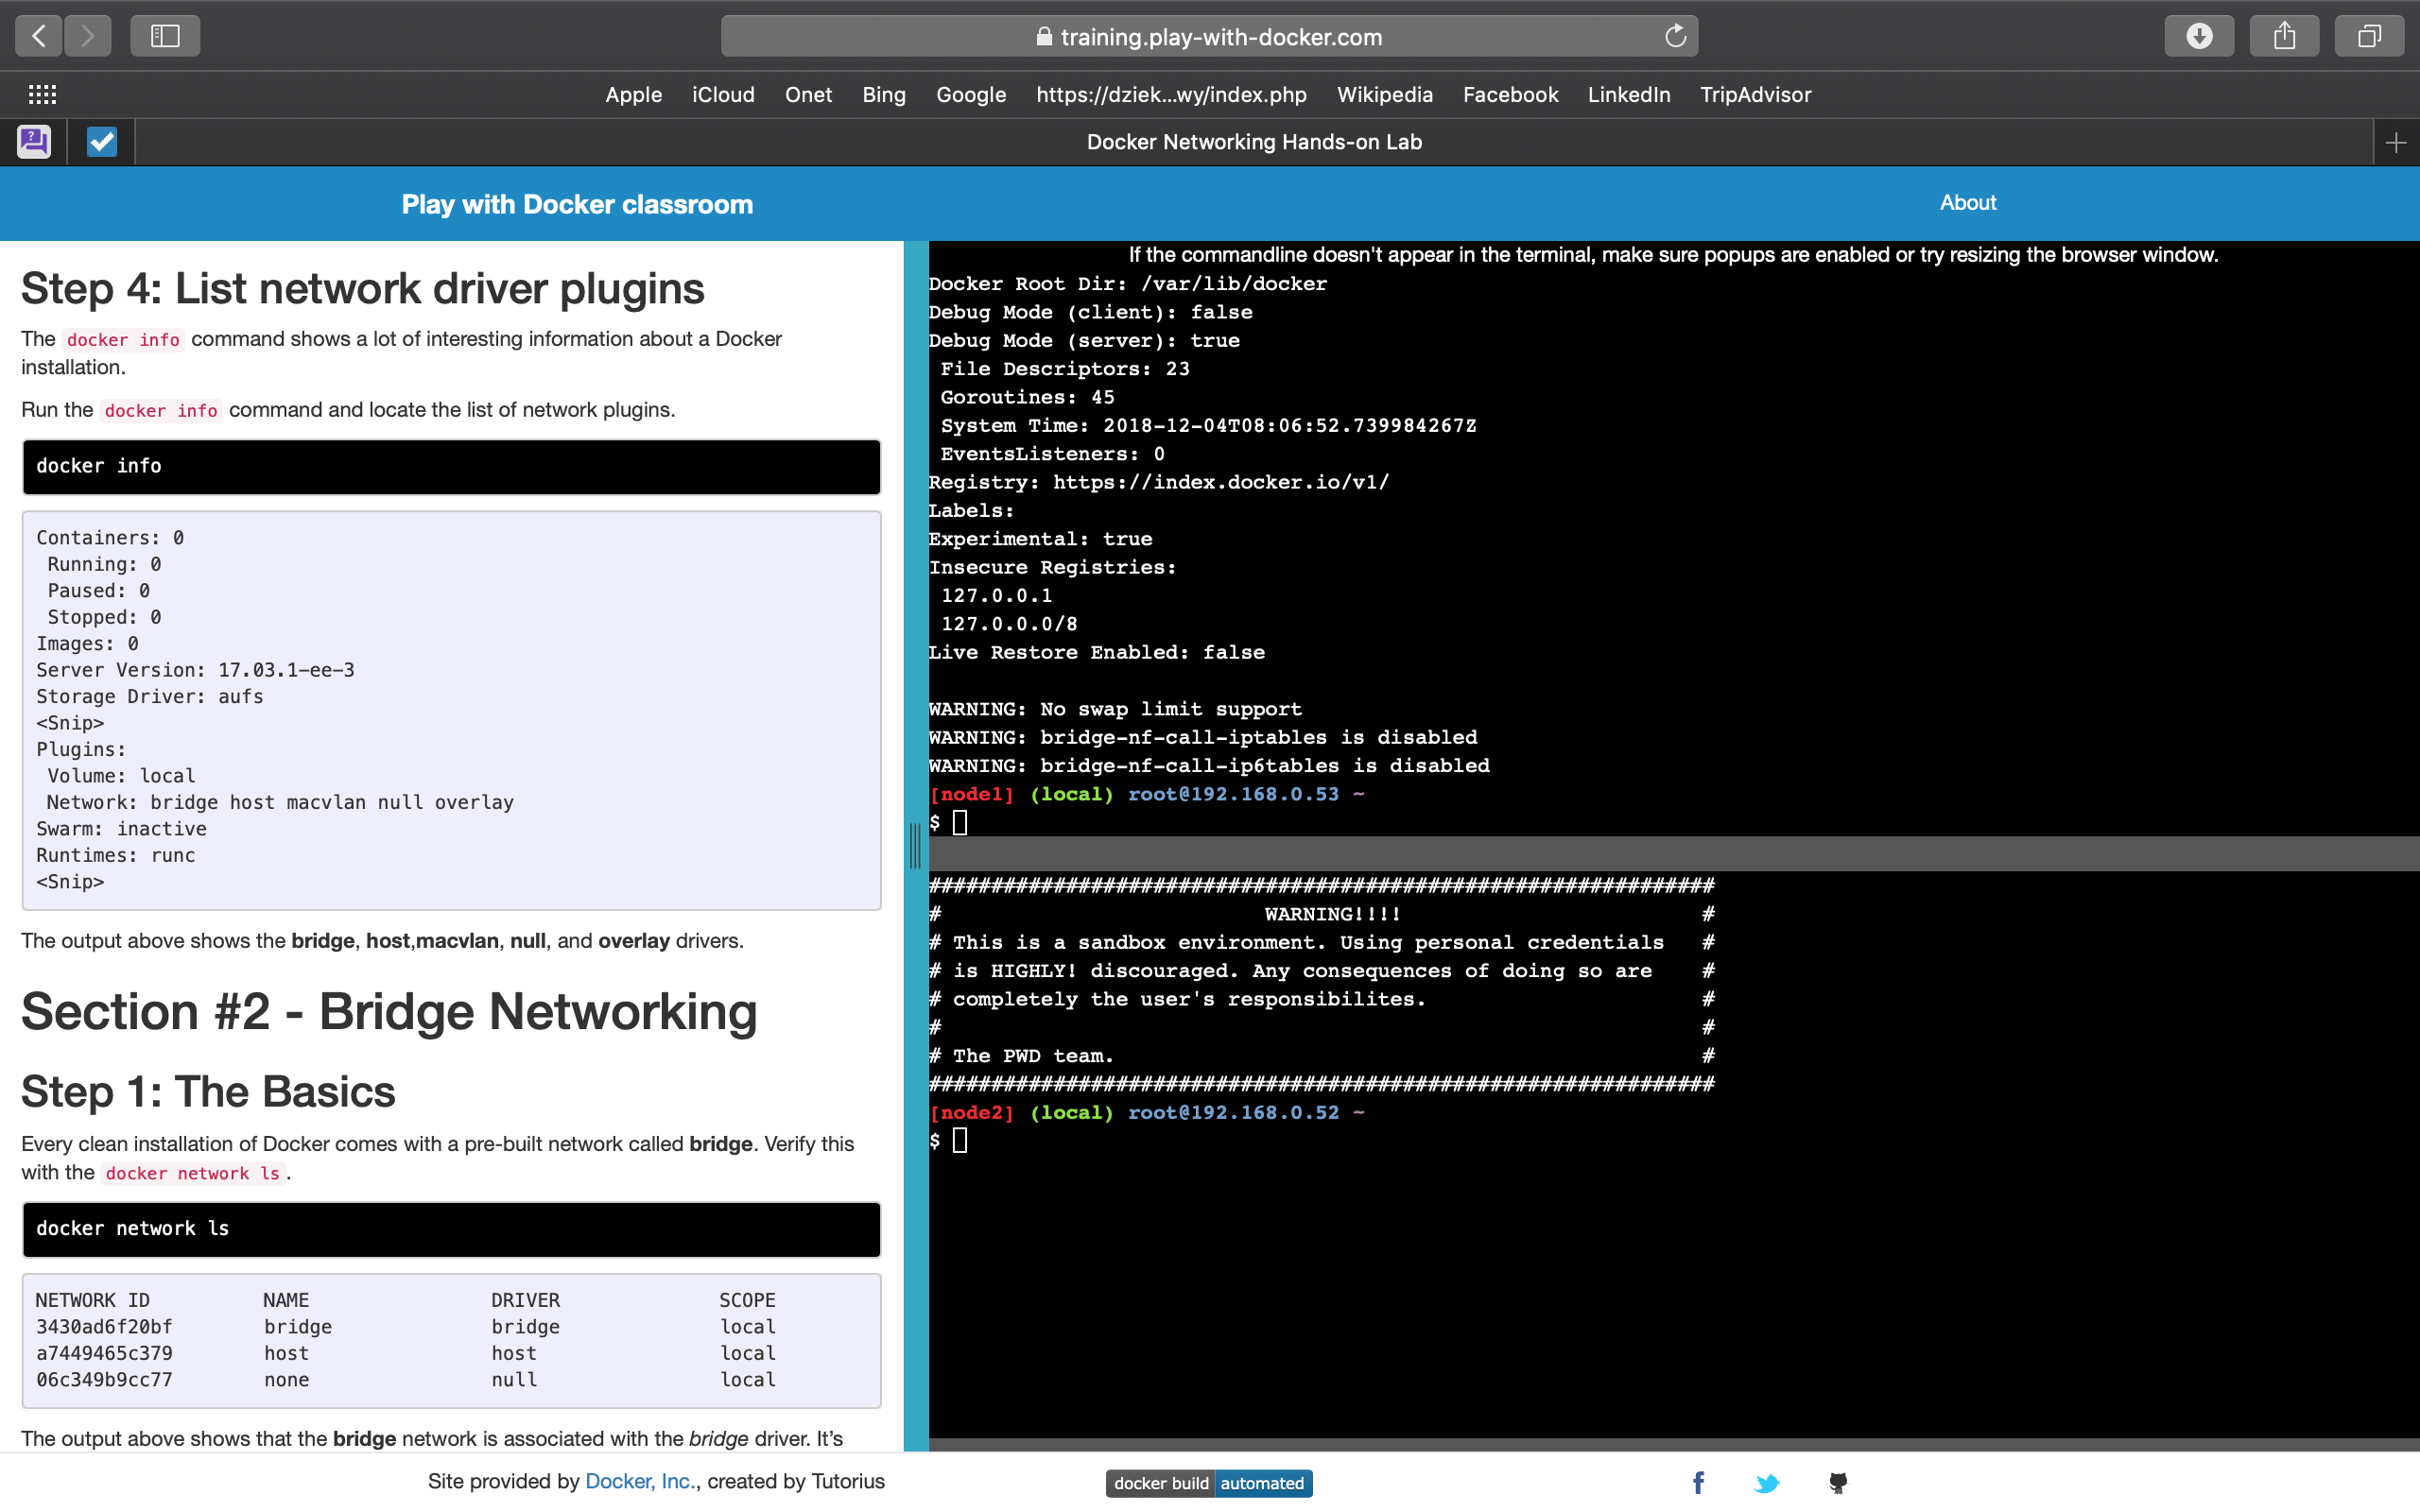 training.play-with-docker.com
Apple iCloud Onet Bing Google https://dziek...wy/index.php Wikipedia Facebook LinkedIn TripAdvisor
Docker Networking Hands-on Lab
Play with Docker classroom
About
Step 4: List network driver plugins
The docker info command shows a lot of interesting information about a Docker
installation.
Run the docker info command and locate the list of network plugins.
docker info
Containers: 0
Running: 0
Paused: 0
Stopped: 0
Images: 0
Server Version: 17.03.1-ee-3
Storage Driver: aufs
<Snip>
Plugins:
Volume: local
Network: bridge host macvlan null overlay
Swarm: inactive
Runtimes: runc
<Snip>
The output above shows the bridge, host,macvlan, null, and overlay drivers.
Section #2 - Bridge Networking
Step 1: The Basics
Every clean installation of Docker comes with a pre-built network called bridge. Verify this
with the docker network ls.
docker network ls
NETWORK ID NAME DRIVER SCOPE
3430ad6f20bf bridge bridge local
a7449465c379 host host local
06c349b9cc77 none null local
The output above shows that the bridge network is associated with the bridge driver. It's
If the commandline doesn't appear in the terminal, make sure popups are enabled or try resizing the browser window.
Docker Root Dir: /var/lib/docker
Debug Mode (client): false
Debug Mode (server): true
File Descriptors: 23
Goroutines: 45
System Time: 2018-12-04T08:06:52.739984267Z
EventsListeners: 0
Registry: https://index.docker.io/v1/
Labels:
Experimental: true
Insecure Registries:
127.0.0.1
127.0.0.0/8
Live Restore Enabled: false
WARNING: No swap limit support
WARNING: bridge-nf-call-iptables is disabled
WARNING: bridge-nf-call-ip6tables is disabled
[node1] (local) root@192.168.0.53 ~
$
###############################################################
# WARNING!!!! #
# This is a sandbox environment. Using personal credentials #
# is HIGHLY! discouraged. Any consequences of doing so are #
# completely the user's responsibilites. #
# #
# The PWD team. #
###############################################################
[node2] (local) root@192.168.0.52 ~
$
Site provided by Docker, Inc., created by Tutorius
docker build automated